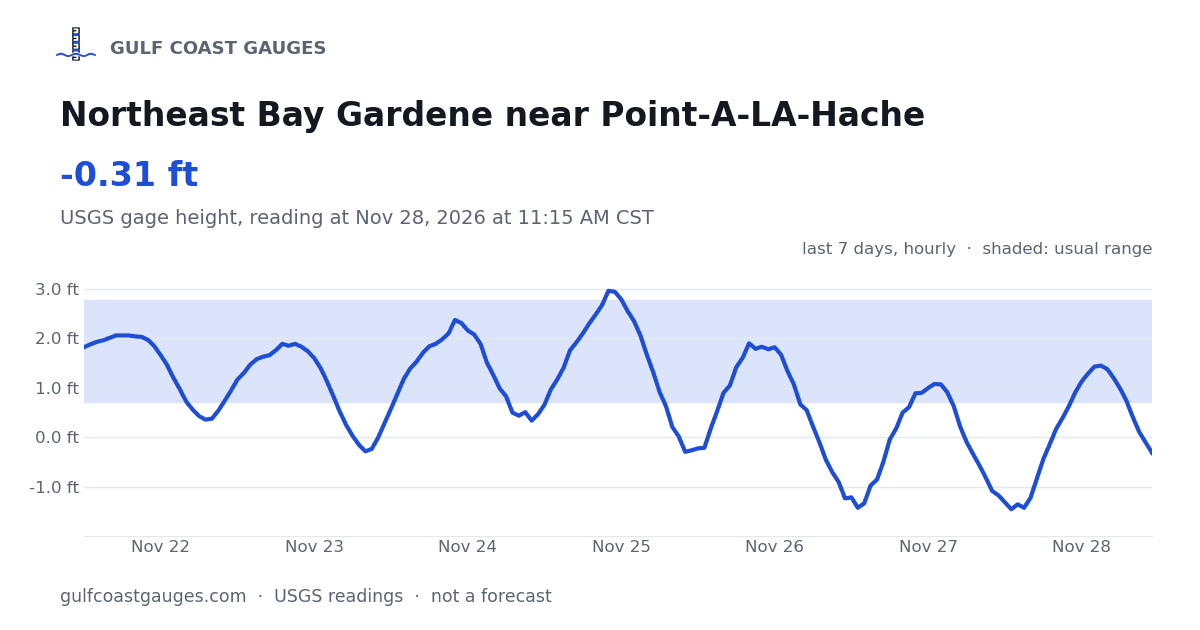 GULF COAST GAUGES
Northeast Bay Gardene near Point-A-LA-Hache
-0.31 ft
USGS gage height, reading at Nov 28, 2026 at 11:15 AM CST
last 7 days, hourly · shaded: usual range
3.0 ft
2.0 ft
1.0 ft
0.0 ft
-1.0 ft
Nov 22 Nov 23 Nov 24 Nov 25 Nov 26 Nov 27 Nov 28
gulfcoastgauges.com · USGS readings · not a forecast